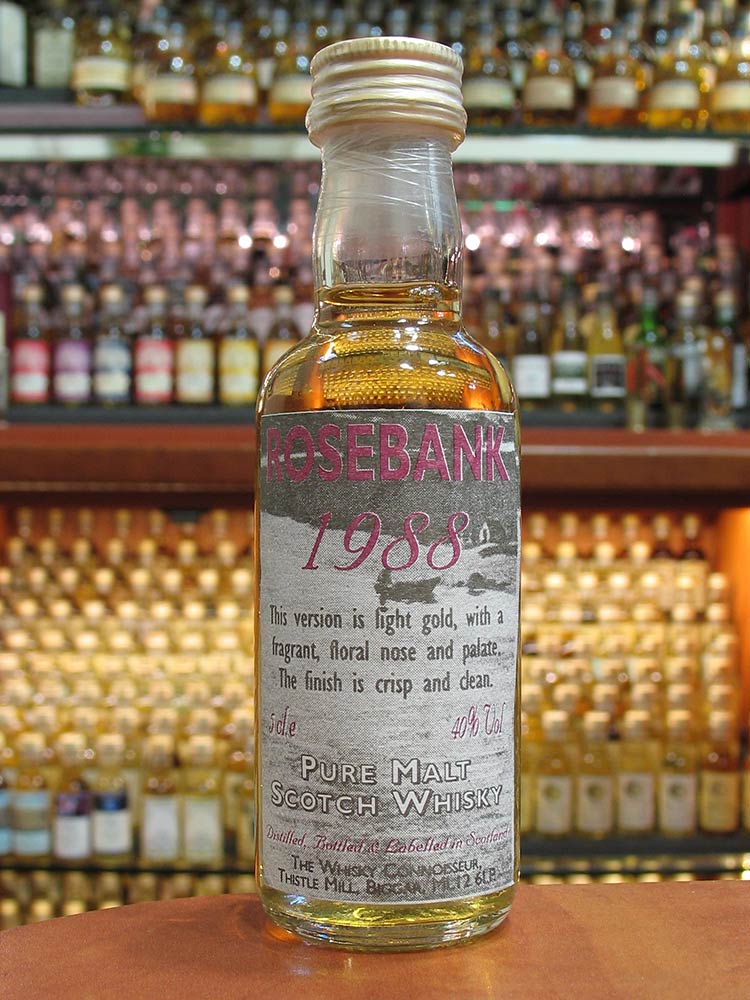 ROSEBANK
1988
This version is light gold, with a
fragrant, floral nose and palate.
The finish is crisp and clean.
5cl.e 40% Vol
PURE MALT
SCOTCH WHISKY
Distilled, Bottled & Labelled in Scotland
THE WHISKY CONNOISSEUR,
THISTLE MILL, BIGGAR, ML12 6LP